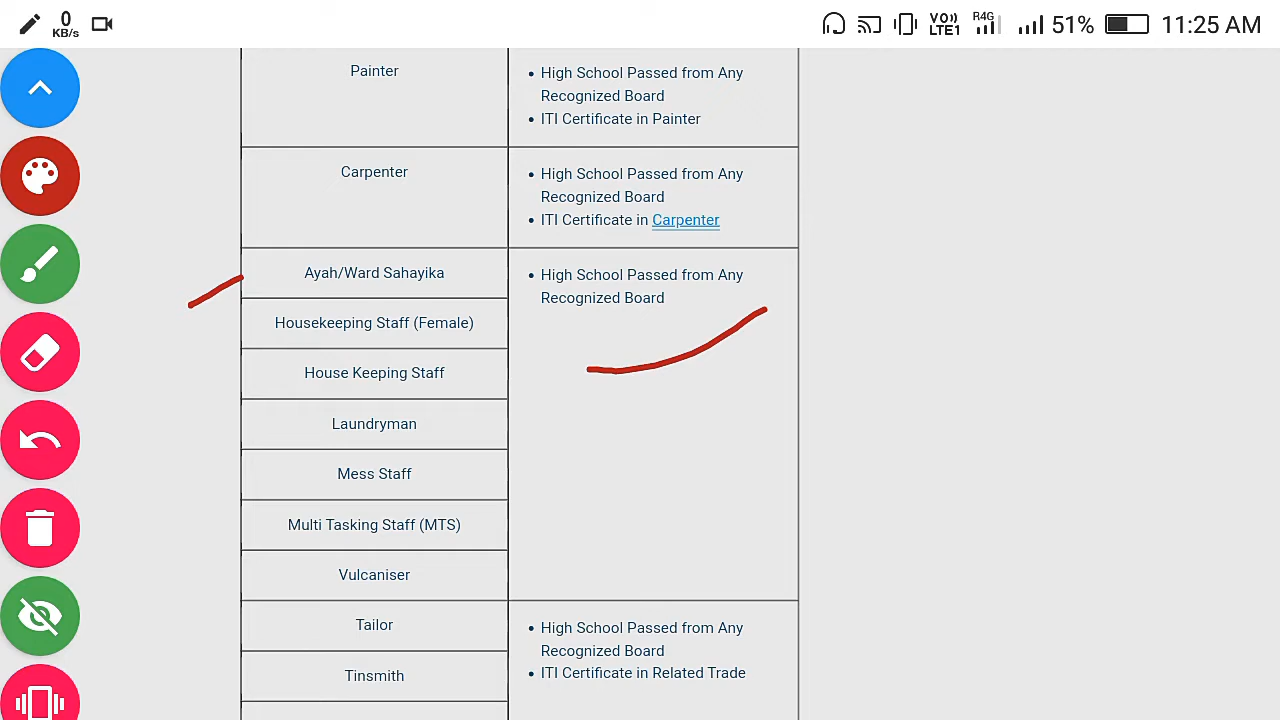 0
KB/s
VO))
LTE1
R4G
51%
11:25 AM
Painter
• High School Passed from Any
Recognized Board
• ITI Certificate in Painter
Carpenter
• High School Passed from Any
Recognized Board
• ITI Certificate in Carpenter
Ayah/Ward Sahayika
• High School Passed from Any
Recognized Board
Housekeeping Staff (Female)
House Keeping Staff
Laundryman
Mess Staff
Multi Tasking Staff (MTS)
Vulcaniser
Tailor
• High School Passed from Any
Recognized Board
• ITI Certificate in Related Trade
Tinsmith